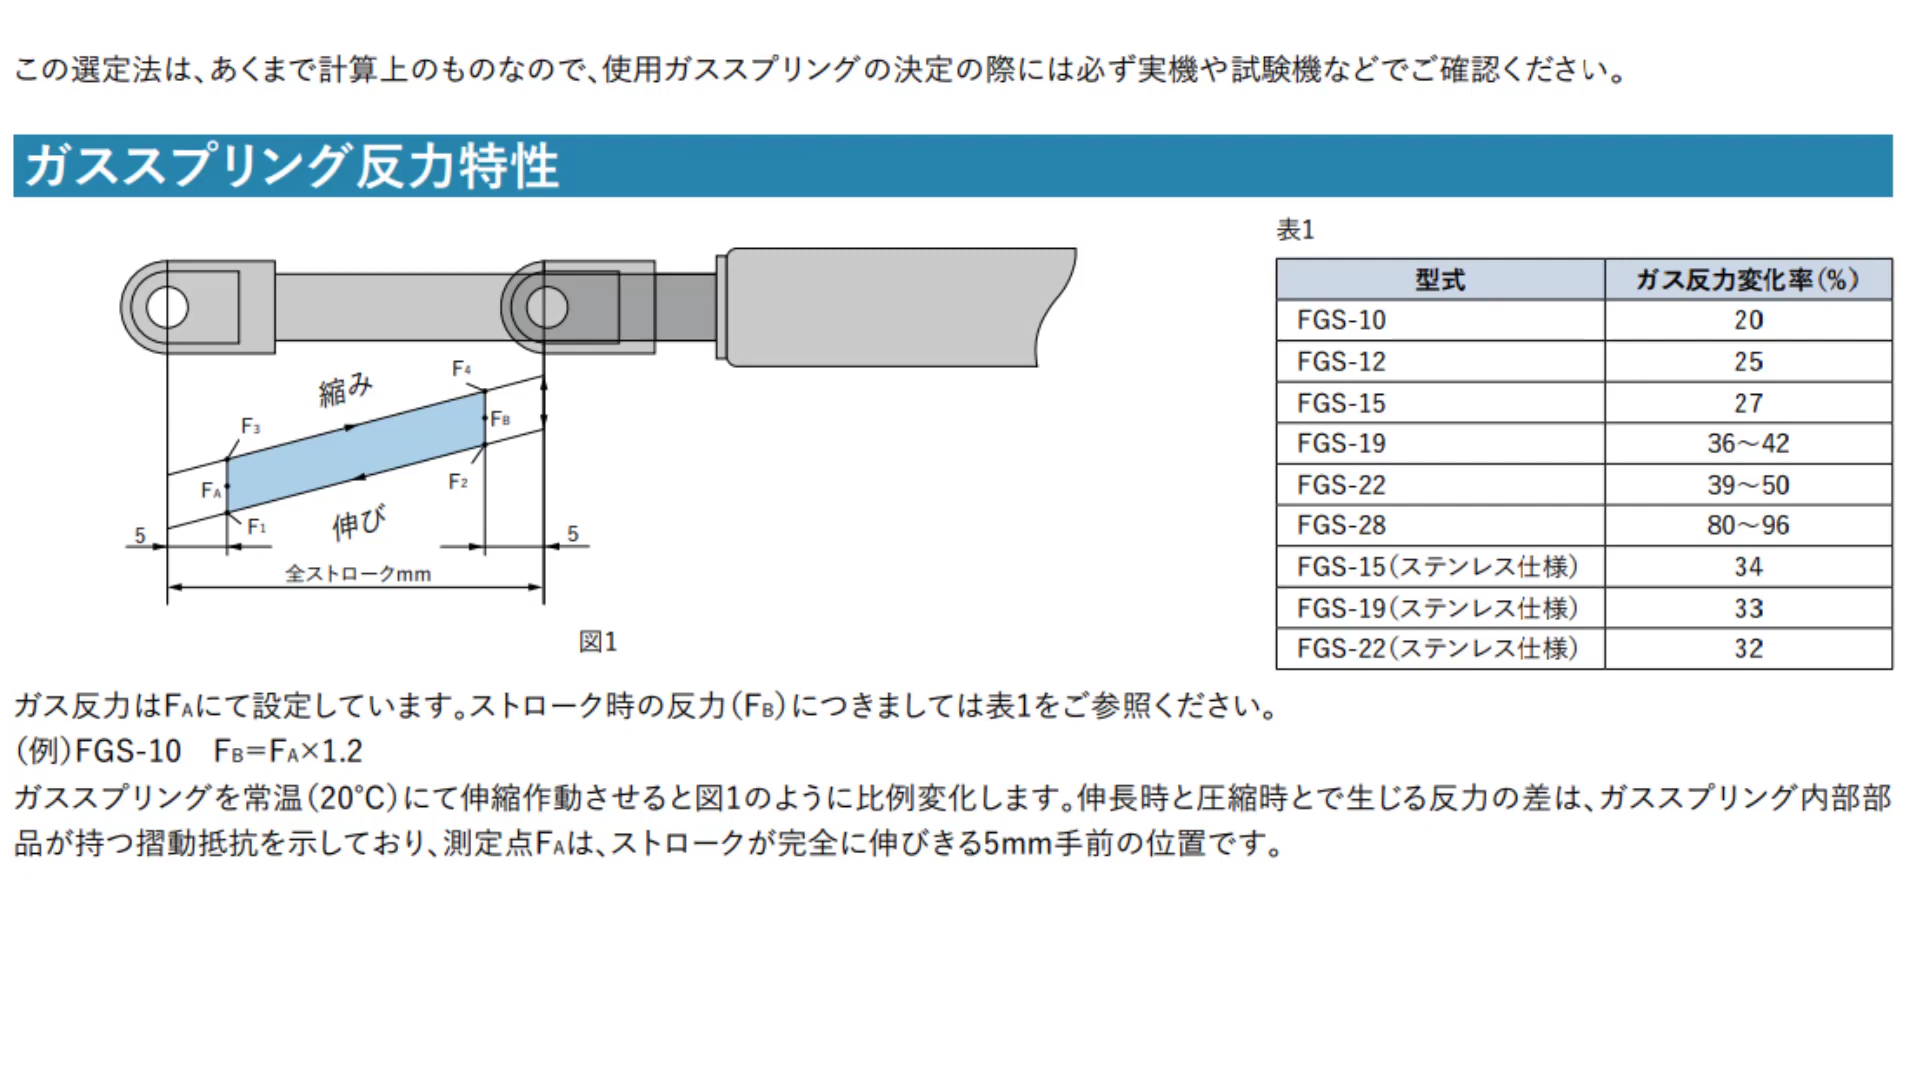 この選定法は、あくまで計算上のものなので、使用ガススプリングの決定の際には必ず実機や試験機などでご確認ください。
ガススプリング反力特性
縮み
F4
F3
FB
FA
F2
F1
伸び
5
5
全ストロークmm
図1
表1
型式 ガス反力変化率(%)
FGS-10 20
FGS-12 25
FGS-15 27
FGS-19 36～42
FGS-22 39～50
FGS-28 80～96
FGS-15(ステンレス仕様) 34
FGS-19(ステンレス仕様) 33
FGS-22(ステンレス仕様) 32
ガス反力はFAにて設定しています。ストローク時の反力(FB)につきましては表1をご参照ください。
(例)FGS-10　FB=FA×1.2
ガススプリングを常温(20℃)にて伸縮作動させると図1のように比例変化します。伸長時と圧縮時とで生じる反力の差は、ガススプリング内部部
品が持つ摺動抵抗を示しており、測定点FAは、ストロークが完全に伸びきる5mm手前の位置です。